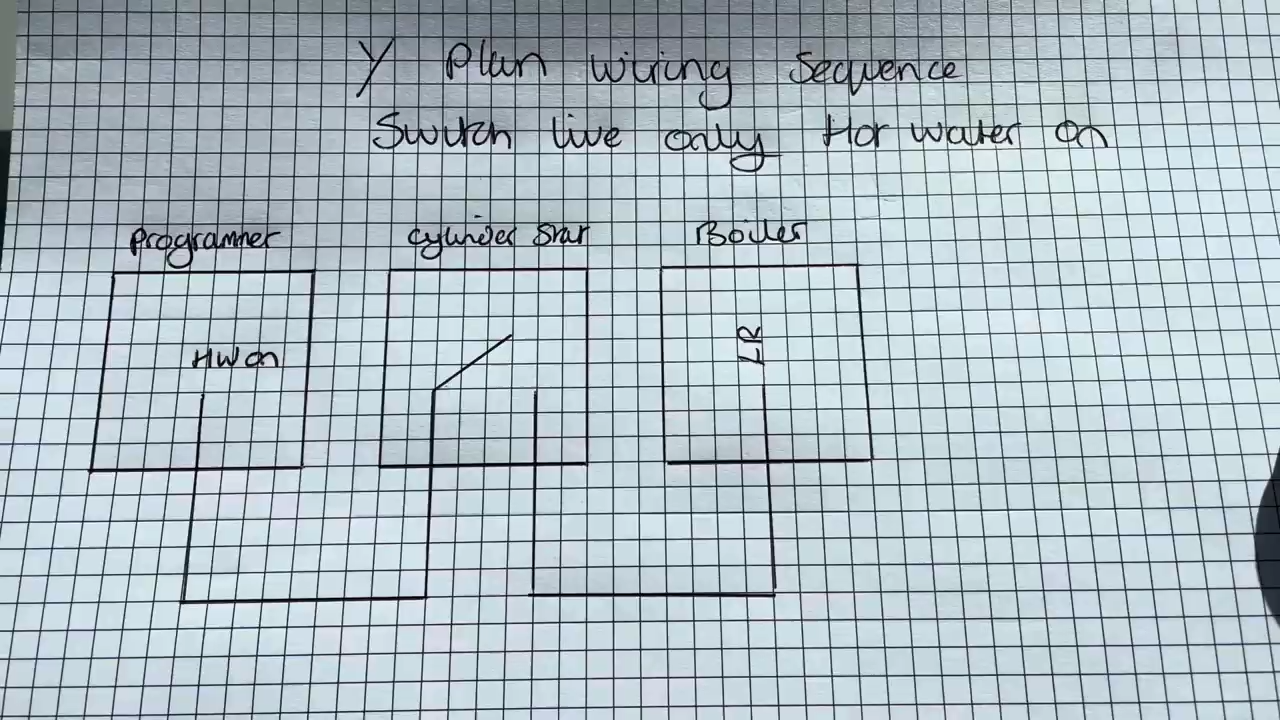 Y Plan wiring Sequence
Switch live only Hot water on
Programmer
Cylinder Stat
Boiler
HW on
LR